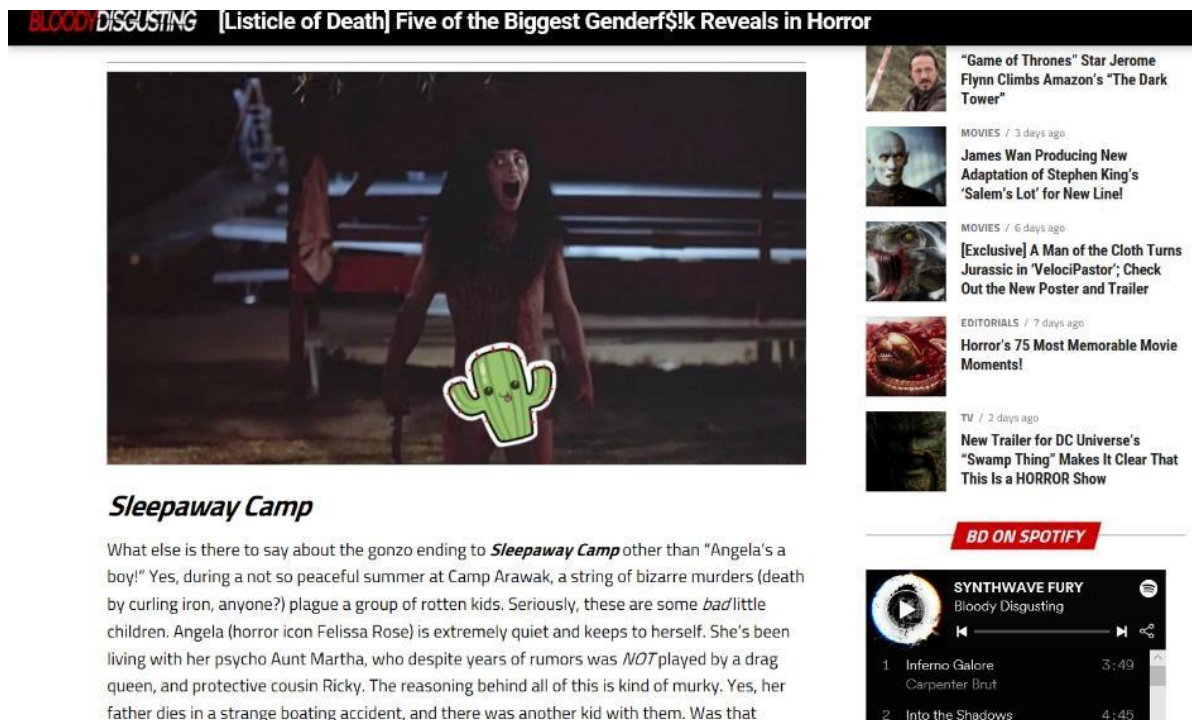 BLOODY DISGUSTING [Listicle of Death] Five of the Biggest Genderf$!k Reveals in Horror
Sleepaway Camp
What else is there to say about the gonzo ending to Sleepaway Camp other than “Angela’s a
boy!” Yes, during a not so peaceful summer at Camp Arawak, a string of bizarre murders (death
by curling iron, anyone?) plague a group of rotten kids. Seriously, these are some bad little
children. Angela (horror icon Felissa Rose) is extremely quiet and keeps to herself. She’s been
living with her psycho Aunt Martha, who despite years of rumors was NOT played by a drag
queen, and protective cousin Ricky. The reasoning behind all of this is kind of murky. Yes, her
father dies in a strange boating accident, and there was another kid with them. Was that
“Game of Thrones” Star Jerome
Flynn Climbs Amazon’s “The Dark
Tower”
MOVIES / 3 days ago
James Wan Producing New
Adaptation of Stephen King’s
‘Salem’s Lot’ for New Line!
MOVIES / 6 days ago
[Exclusive] A Man of the Cloth Turns
Jurassic in ‘VelociPastor’; Check
Out the New Poster and Trailer
EDITORIALS / 7 days ago
Horror’s 75 Most Memorable Movie
Moments!
TV / 2 days ago
New Trailer for DC Universe’s
“Swamp Thing” Makes It Clear That
This Is a HORROR Show
BD ON SPOTIFY
SYNTHWAVE FURY
Bloody Disgusting
1 Inferno Galore 3:49
Carpenter Brut
2 Into the Shadows 4:45